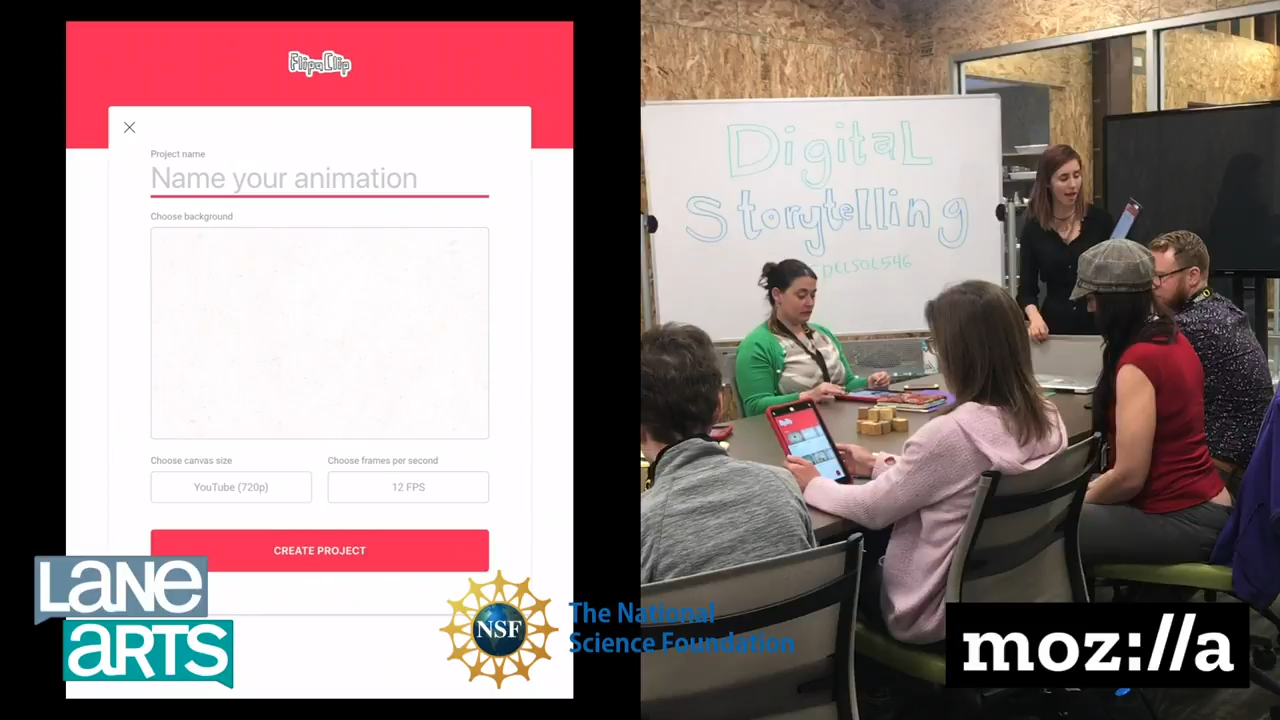 FlipaClip
Project name
Name your animation
Choose background
Choose canvas size
Choose frames per second
YouTube (720p)
12 FPS
CREATE PROJECT
LANE
ARTS
NSF
The National
Science Foundation
Digital
Storytelling
moz://a